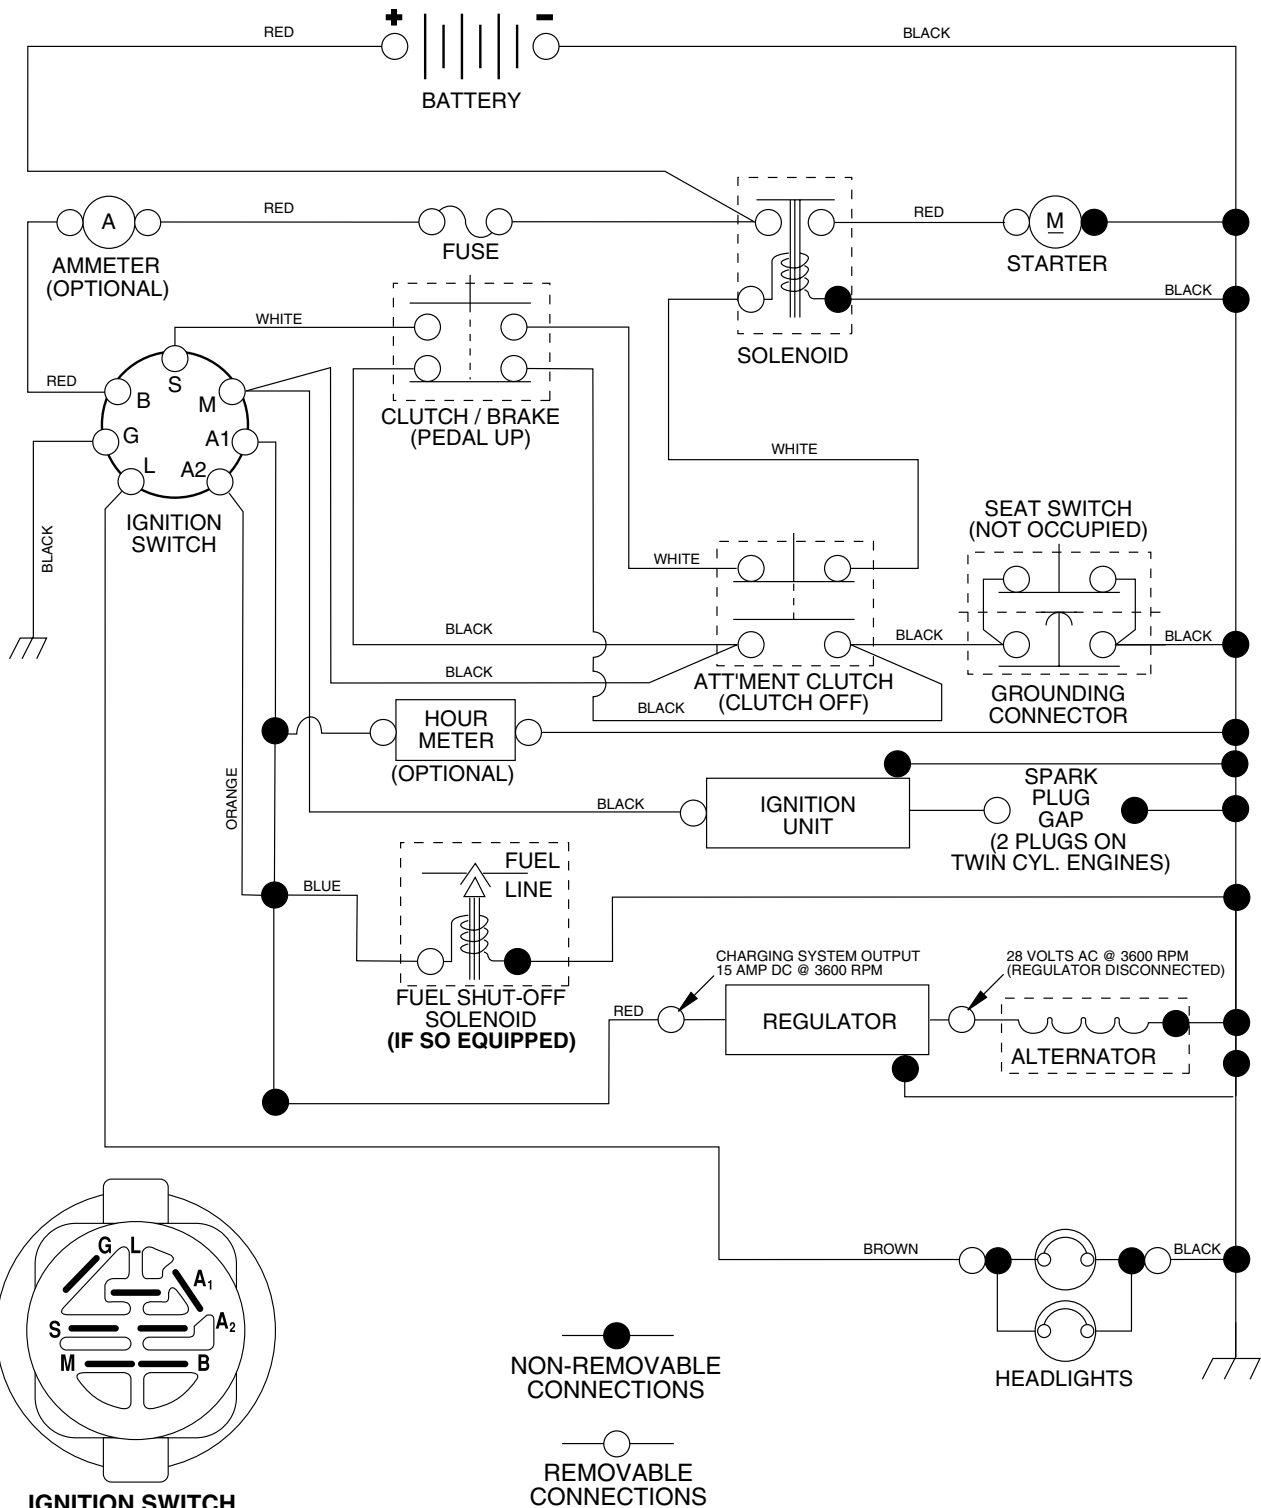 +
−
RED
BLACK
BATTERY
A
RED
FUSE
RED
M
AMMETER
(OPTIONAL)
STARTER
BLACK
WHITE
SOLENOID
RED
S
B
M
CLUTCH / BRAKE
(PEDAL UP)
G
A1
L
A2
WHITE
IGNITION
SWITCH
BLACK
SEAT SWITCH
(NOT OCCUPIED)
WHITE
BLACK
BLACK
BLACK
BLACK
ATT'MENT CLUTCH
(CLUTCH OFF)
GROUNDING
CONNECTOR
BLACK
HOUR
METER
(OPTIONAL)
ORANGE
BLACK
IGNITION
UNIT
SPARK
PLUG
GAP
(2 PLUGS ON
TWIN CYL. ENGINES)
FUEL
LINE
BLUE
FUEL SHUT-OFF
SOLENOID
(IF SO EQUIPPED)
CHARGING SYSTEM OUTPUT
15 AMP DC @ 3600 RPM
28 VOLTS AC @ 3600 RPM
(REGULATOR DISCONNECTED)
RED
REGULATOR
ALTERNATOR
BROWN
BLACK
HEADLIGHTS
G
L
A1
A2
S
M
B
IGNITION SWITCH
NON-REMOVABLE
CONNECTIONS
REMOVABLE
CONNECTIONS